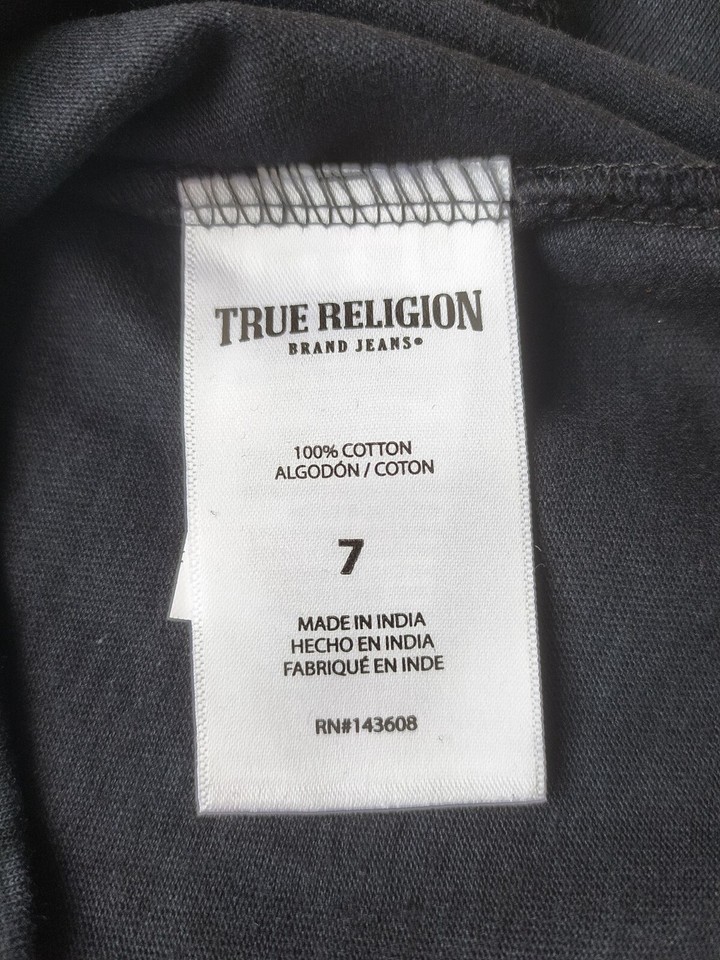 TRUE RELIGION
BRAND JEANS®
100% COTTON
ALGODÓN / COTON
7
MADE IN INDIA
HECHO EN INDIA
FABRIQUÉ EN INDE
RN#143608